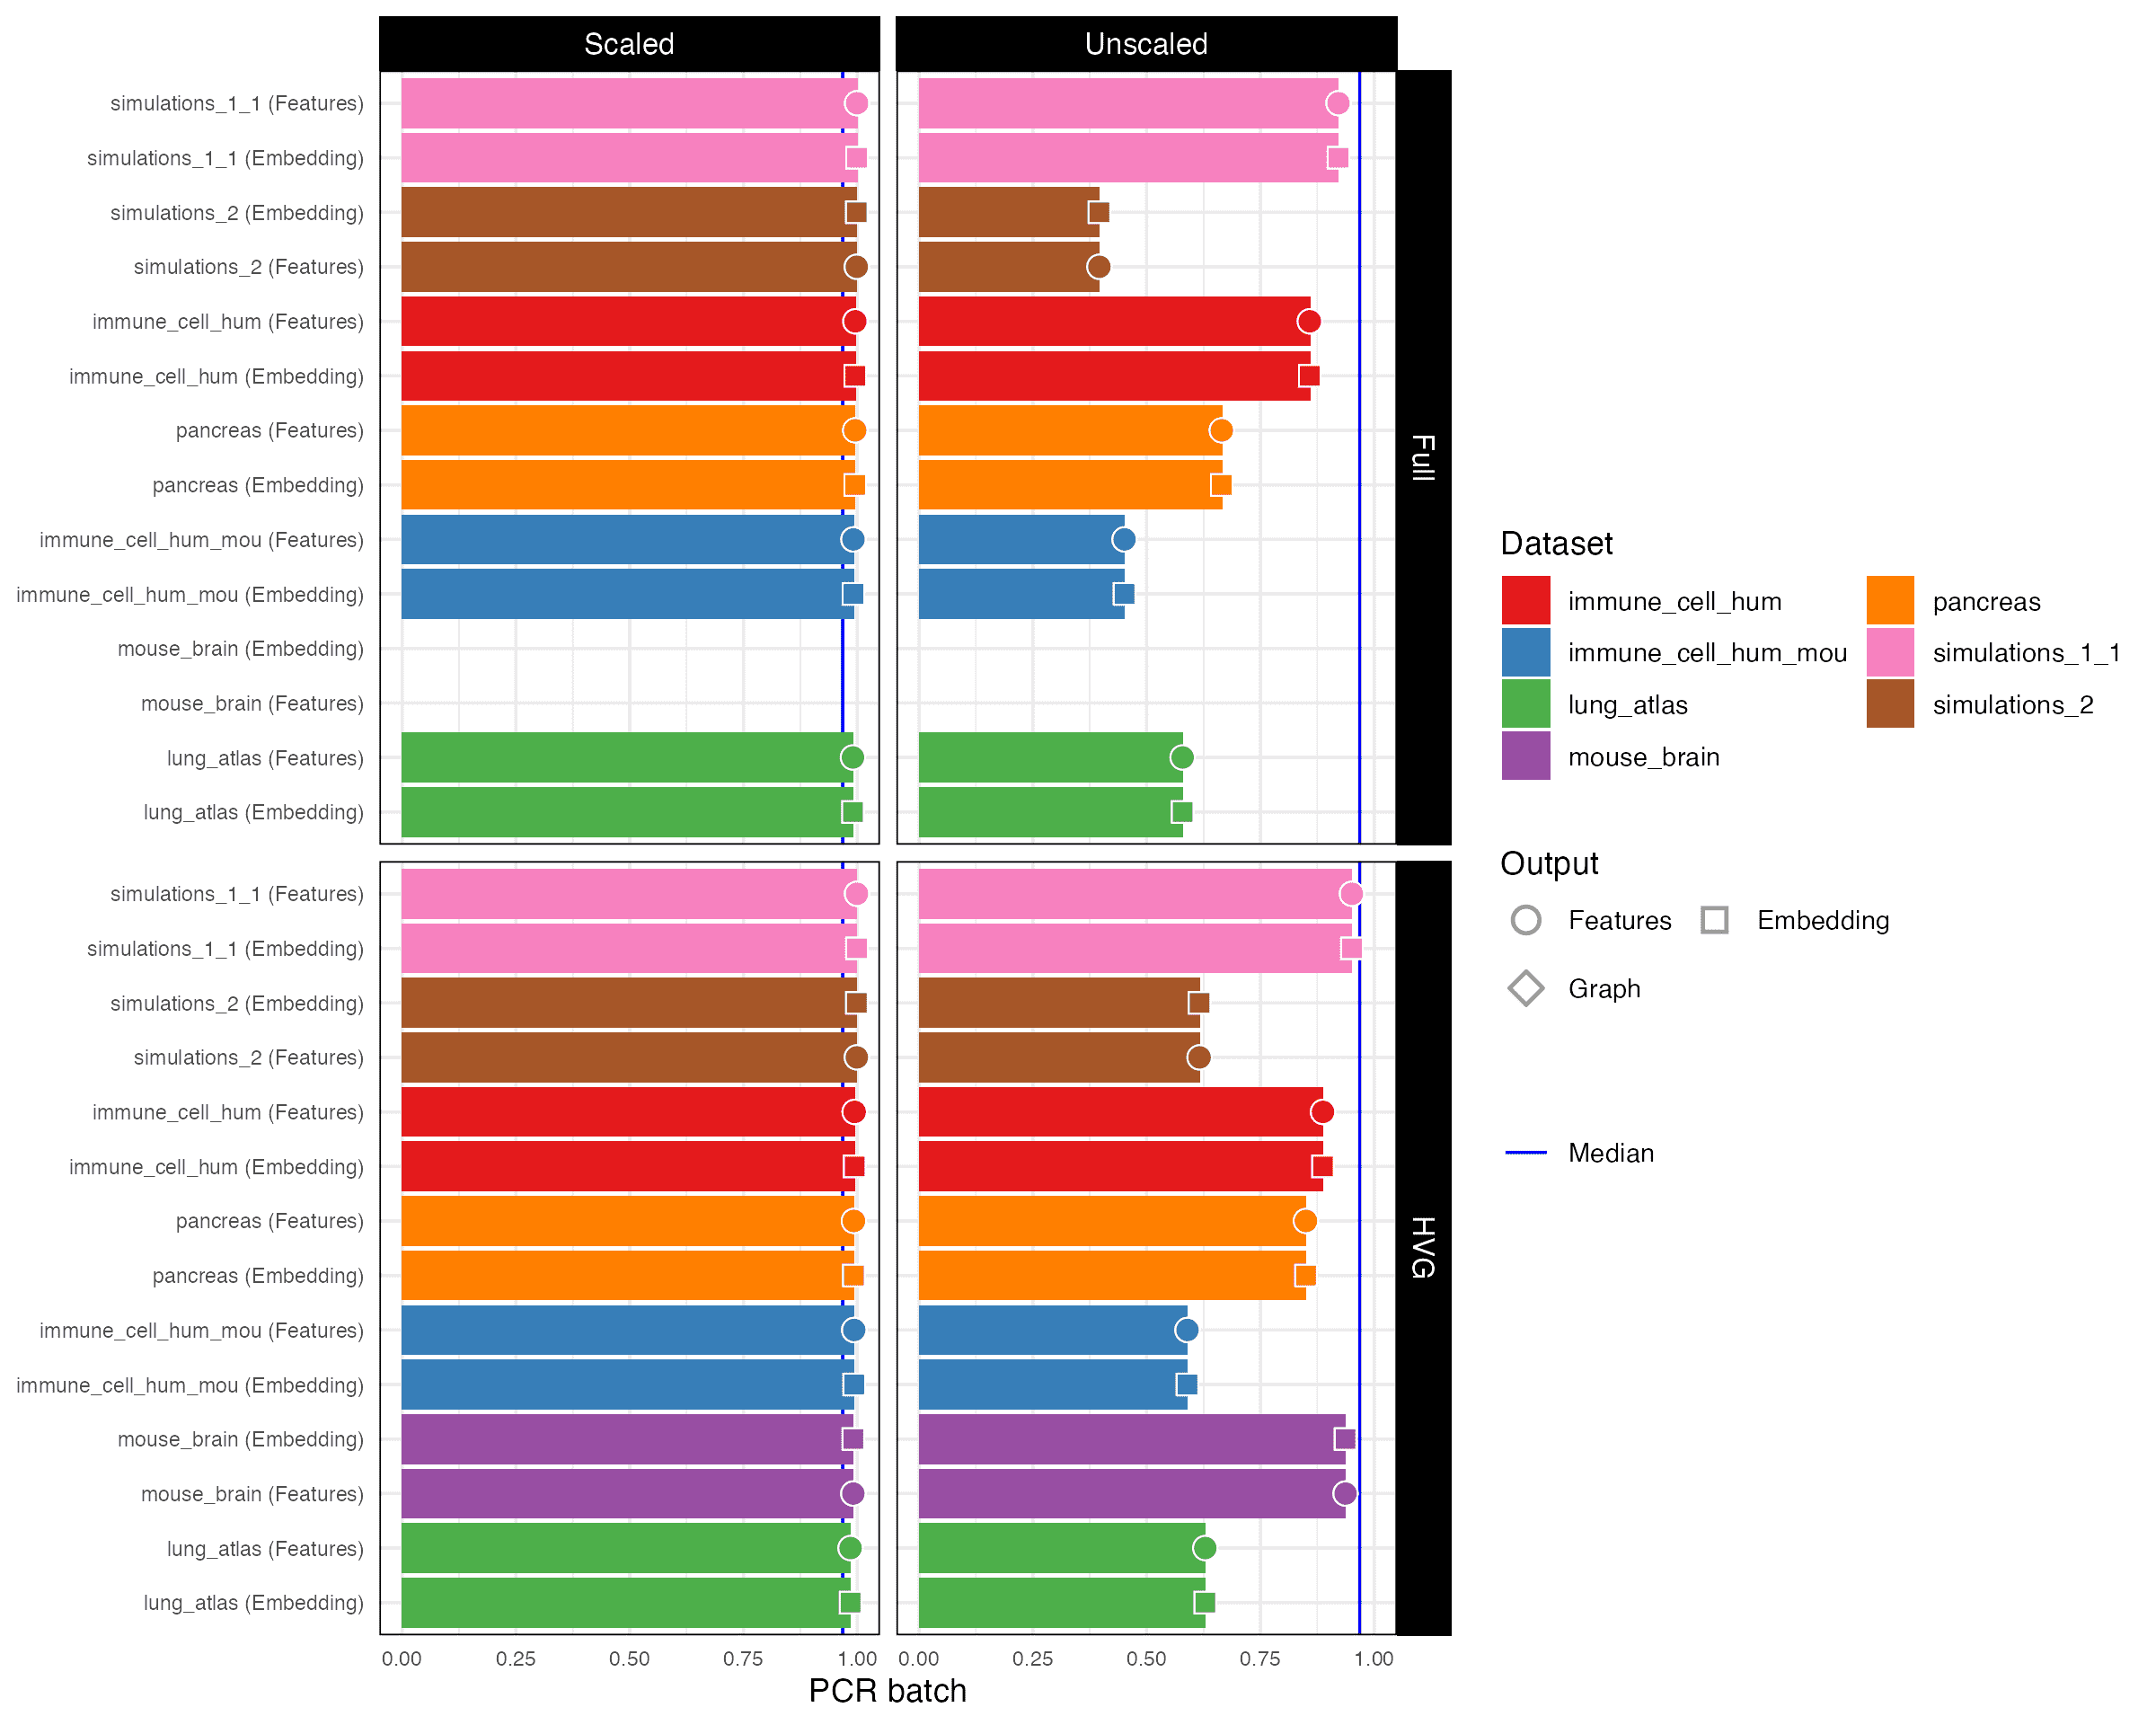 Scaled
Unscaled
simulations_1_1 (Features)
simulations_1_1 (Embedding)
simulations_2 (Embedding)
simulations_2 (Features)
immune_cell_hum (Features)
immune_cell_hum (Embedding)
pancreas (Features)
pancreas (Embedding)
immune_cell_hum_mou (Features)
immune_cell_hum_mou (Embedding)
mouse_brain (Embedding)
mouse_brain (Features)
lung_atlas (Features)
lung_atlas (Embedding)
Full
simulations_1_1 (Features)
simulations_1_1 (Embedding)
simulations_2 (Embedding)
simulations_2 (Features)
immune_cell_hum (Features)
immune_cell_hum (Embedding)
pancreas (Features)
pancreas (Embedding)
immune_cell_hum_mou (Features)
immune_cell_hum_mou (Embedding)
mouse_brain (Embedding)
mouse_brain (Features)
lung_atlas (Features)
lung_atlas (Embedding)
HVG
0.00 0.25 0.50 0.75 1.00 0.00 0.25 0.50 0.75 1.00
PCR batch
Dataset
immune_cell_hum pancreas
immune_cell_hum_mou simulations_1_1
lung_atlas simulations_2
mouse_brain
Output
Features Embedding
Graph
Median